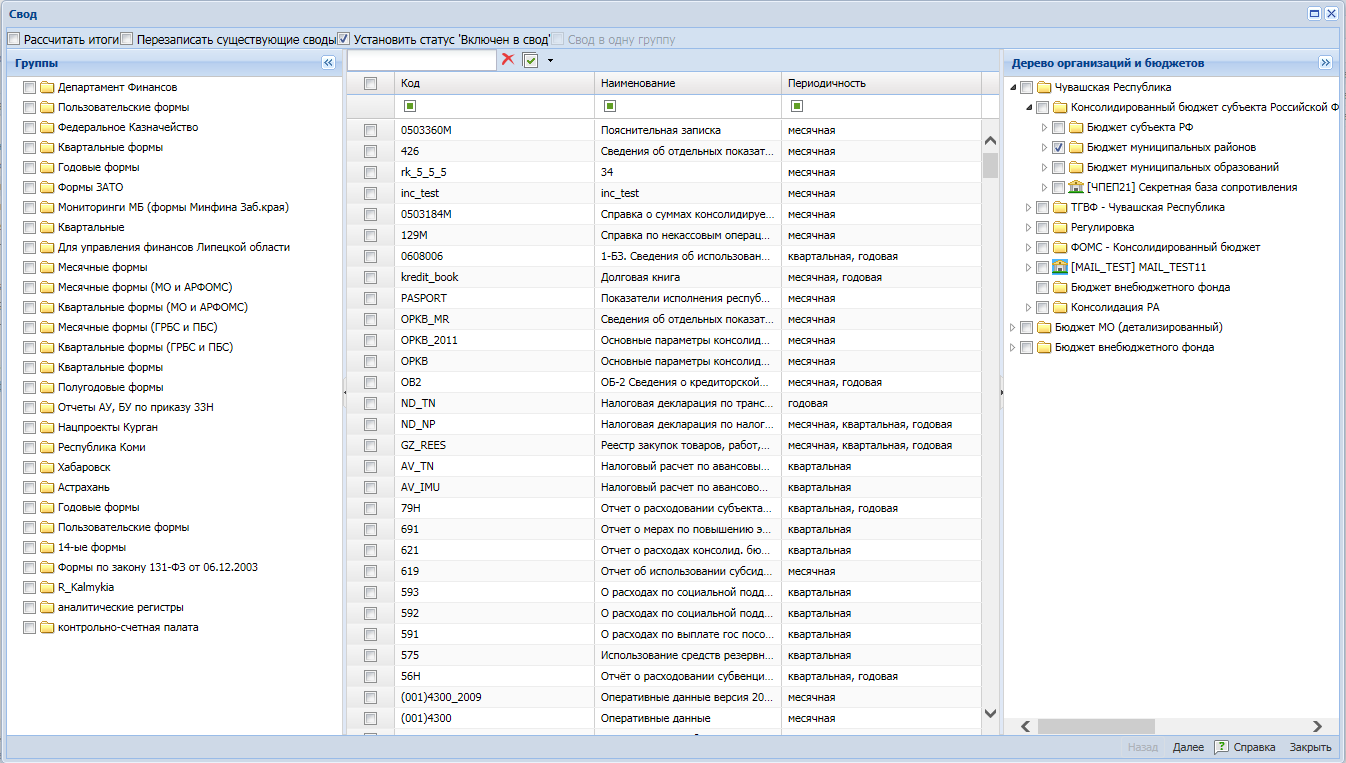 Свод
Рассчитать итоги Перезаписать существующие своды Установить статус 'Включен в свод' Свод в одну группу
Группы
Департамент Финансов
Пользовательские формы
Федеральное Казначейство
Квартальные формы
Годовые формы
Формы ЗАТО
Мониторинги МБ (формы Минфина Заб.края)
Квартальные
Для управления финансов Липецкой области
Месячные формы
Месячные формы (МО и АРФОМС)
Квартальные формы (МО и АРФОМС)
Месячные формы (ГРБС и ПБС)
Квартальные формы (ГРБС и ПБС)
Квартальные формы
Полугодовые формы
Отчеты АУ, БУ по приказу 33Н
Нацпроекты Курган
Республика Коми
Хабаровск
Астрахань
Годовые формы
Пользовательские формы
14-ые формы
Формы по закону 131-ФЗ от 06.12.2003
R_Kalmykia
аналитические регистры
контрольно-счетная палата
Код Наименование Периодичность
0503360М Пояснительная записка месячная
426 Сведения об отдельных показат... месячная
rk_5_5_5 34 месячная
inc_test inc_test месячная
0503184М Справка о суммах консолидируе... месячная
129М Справка по некассовым операц... месячная
0608006 1-БЗ. Сведения об использован... квартальная, годовая
kredit_book Долговая книга месячная, годовая
PASPORT Показатели исполнения респуб... месячная
OPKB_MR Сведения об отдельных показат... месячная
OPKB_2011 Основные параметры консолид... месячная
OPKB Основные параметры консолид... месячная
OB2 ОБ-2 Сведения о кредиторской... месячная, годовая
ND_TN Налоговая декларация по транс... годовая
ND_NP Налоговая декларация по налог... месячная, квартальная, годовая
GZ_REES Реестр закупок товаров, работ,... месячная, квартальная, годовая
AV_TN Налоговый расчет по авансовы... квартальная
AV_IMU Налоговый расчет по авансово... квартальная
79Н Отчет о расходовании субъекта... квартальная, годовая
691 Отчет о мерах по повышению э... квартальная
621 Отчет о расходах консолид. бю... квартальная
619 Отчет об использовании субсид... месячная
593 О расходах по социальной подд... квартальная
592 О расходах по социальной подд... квартальная
591 О расходах по выплате гос посо... квартальная
575 Использование средств резервн... квартальная
56Н Отчёт о расходовании субвенци... квартальная, годовая
(001)4300_2009 Оперативные данные версия 20... месячная
(001)4300 Оперативные данные месячная
Дерево организаций и бюджетов
Чувашская Республика
Консолидированный бюджет субъекта Российской Ф
Бюджет субъекта РФ
Бюджет муниципальных районов
Бюджет муниципальных образований
[ЧПЕП21] Секретная база сопротивления
ТГВФ - Чувашская Республика
Регулировка
ФОМС - Консолидированный бюджет
[MAIL_TEST] MAIL_TEST11
Бюджет внебюджетного фонда
Консолидация РА
Бюджет МО (детализированный)
Бюджет внебюджетного фонда
Назад Далее Справка Закрыть